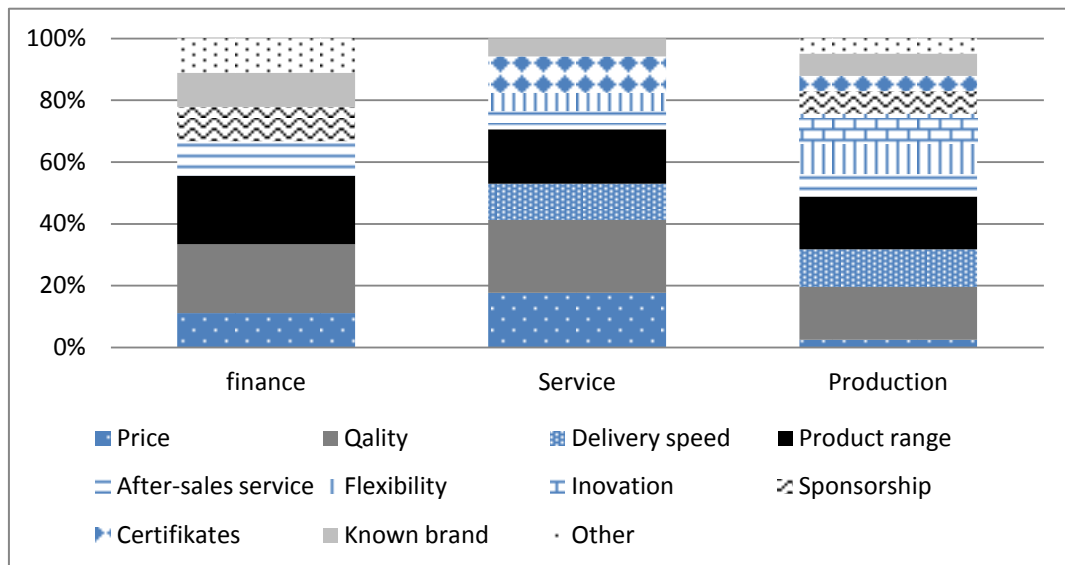 100%
80%
60%
40%
20%
0%
finance Service Production
Price Qality Delivery speed Product range
After-sales service Flexibility Inovation Sponsorship
Certifikates Known brand Other